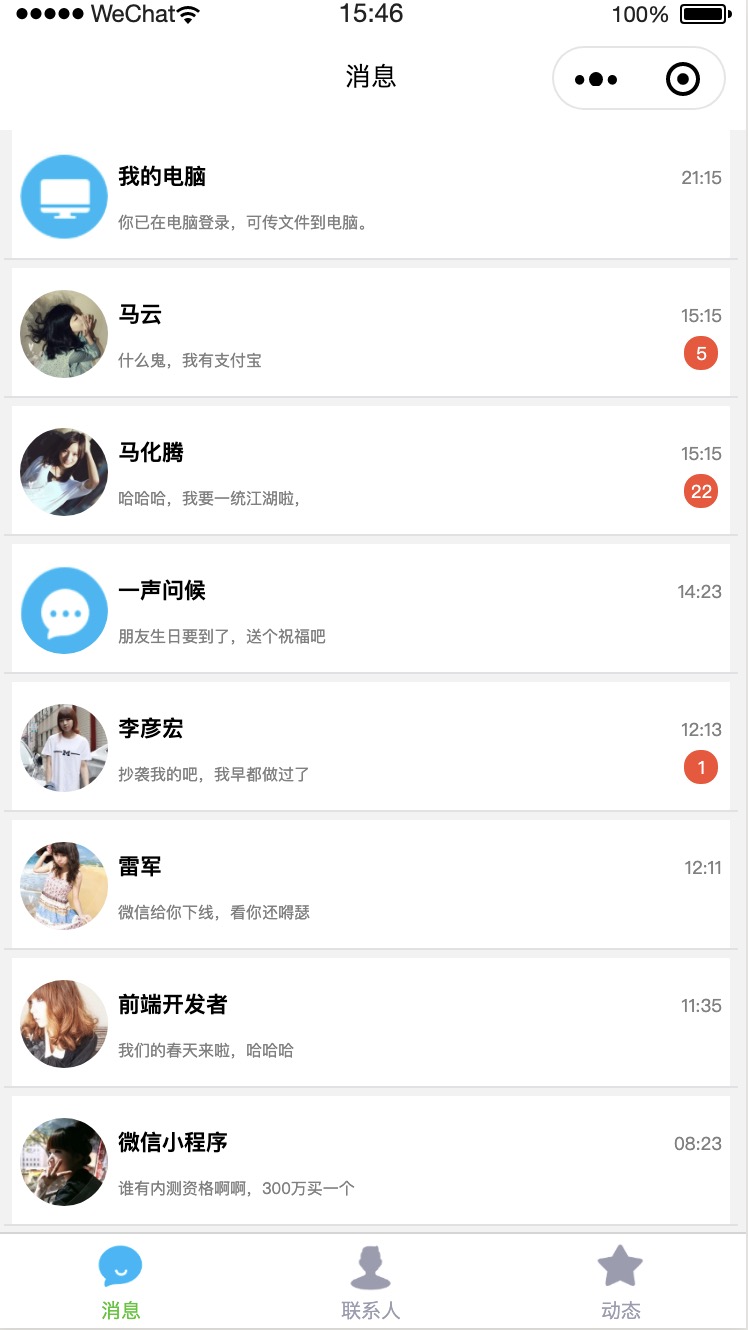 WeChat 15:46 100%
消息
我的电脑 21:15
你已在电脑登录，可传文件到电脑。
马云 15:15
什么鬼，我有支付宝 5
马化腾 15:15
哈哈哈，我要一统江湖啦， 22
一声问候 14:23
朋友生日要到了，送个祝福吧
李彦宏 12:13
抄袭我的吧，我早都做过了 1
雷军 12:11
微信给你下线，看你还嘚瑟
前端开发者 11:35
我们的春天来啦，哈哈哈
微信小程序 08:23
谁有内测资格啊啊，300万买一个
消息 联系人 动态